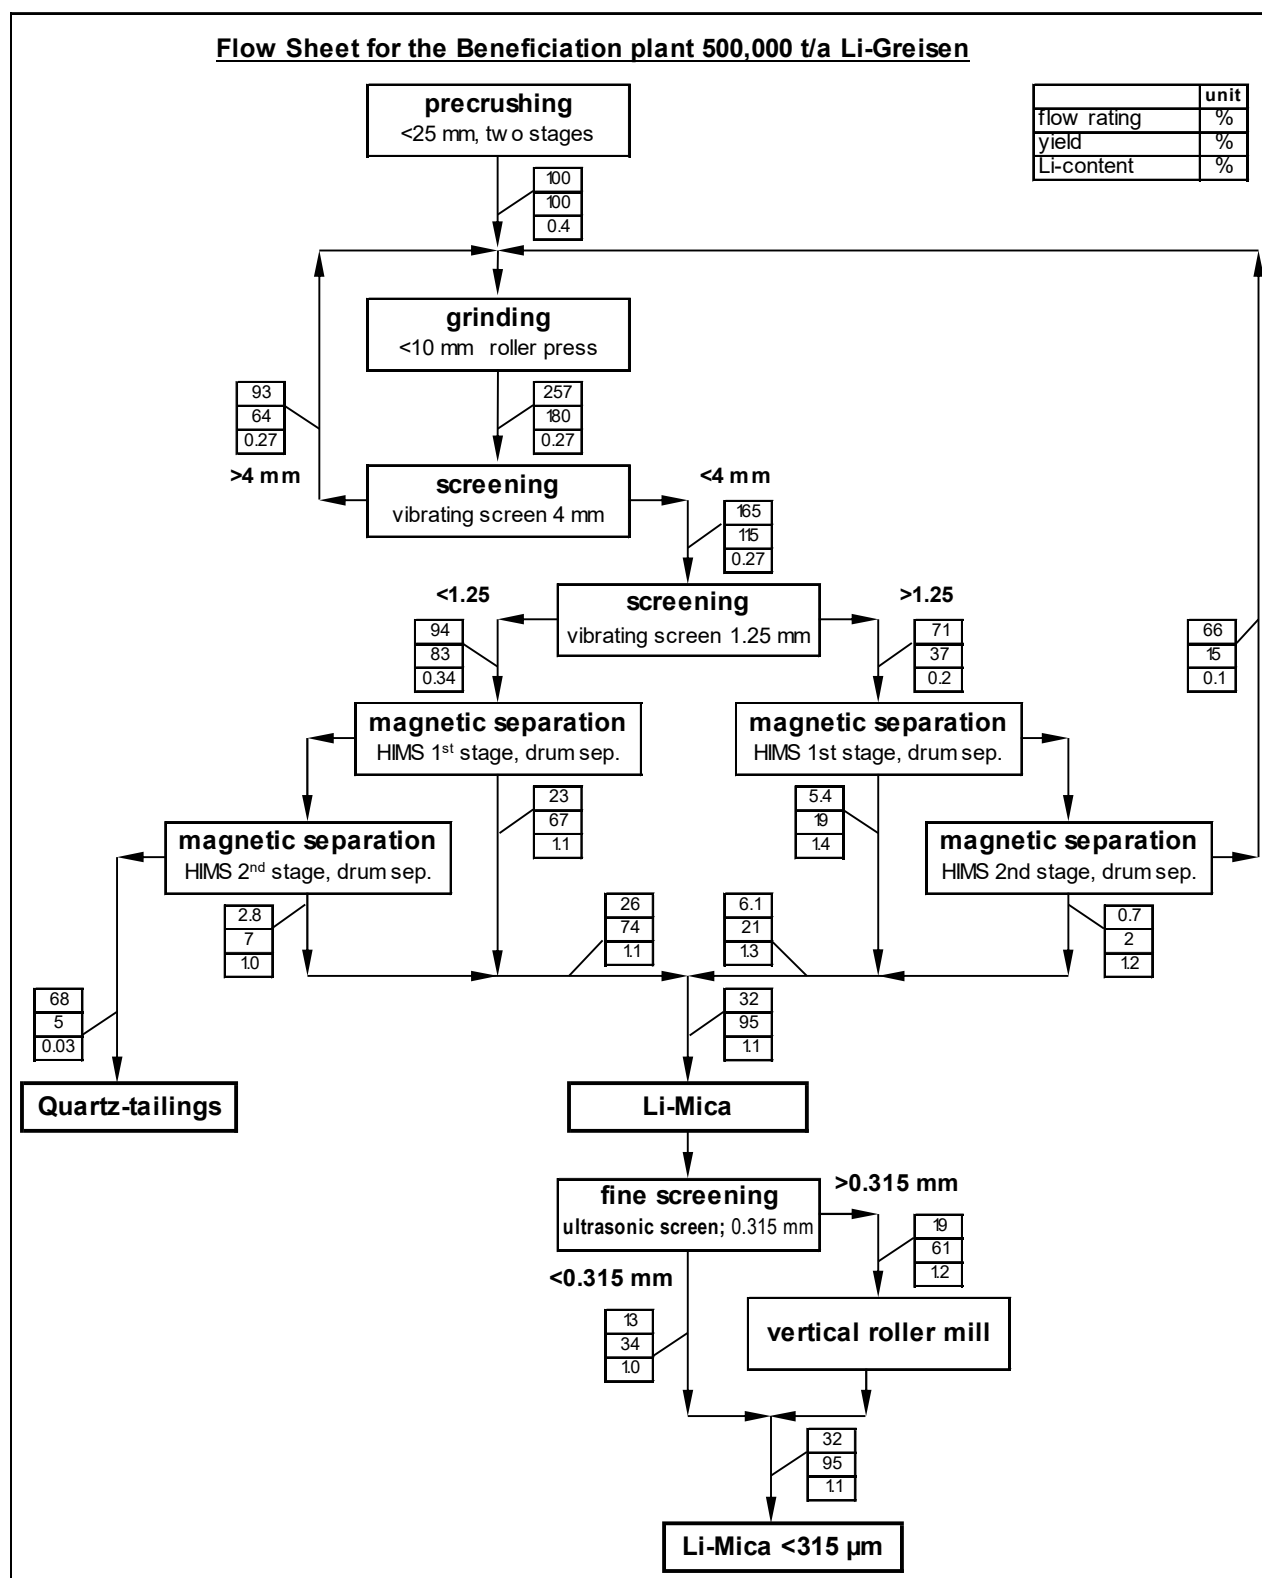 Flow Sheet for the Beneficiation plant 500,000 t/a Li-Greisen
unit
flow rating %
yield %
Li-content %
precrushing
<25 mm, two stages
100
100
0.4
grinding
<10 mm roller press
93
64
0.27
257
180
0.27
>4 mm
screening
vibrating screen 4 mm
<4 mm
165
115
0.27
<1.25
screening
vibrating screen 1.25 mm
>1.25
94
83
0.34
71
37
0.2
66
15
0.1
magnetic separation
HIMS 1st stage, drum sep.
magnetic separation
HIMS 1st stage, drum sep.
23
67
1.1
5.4
19
1.4
magnetic separation
HIMS 2nd stage, drum sep.
magnetic separation
HIMS 2nd stage, drum sep.
2.8
7
1.0
26
74
1.1
6.1
21
1.3
0.7
2
1.2
68
5
0.03
32
95
1.1
Quartz-tailings
Li-Mica
fine screening
ultrasonic screen; 0.315 mm
>0.315 mm
19
61
1.2
<0.315 mm
13
34
1.0
vertical roller mill
32
95
1.1
Li-Mica <315 µm